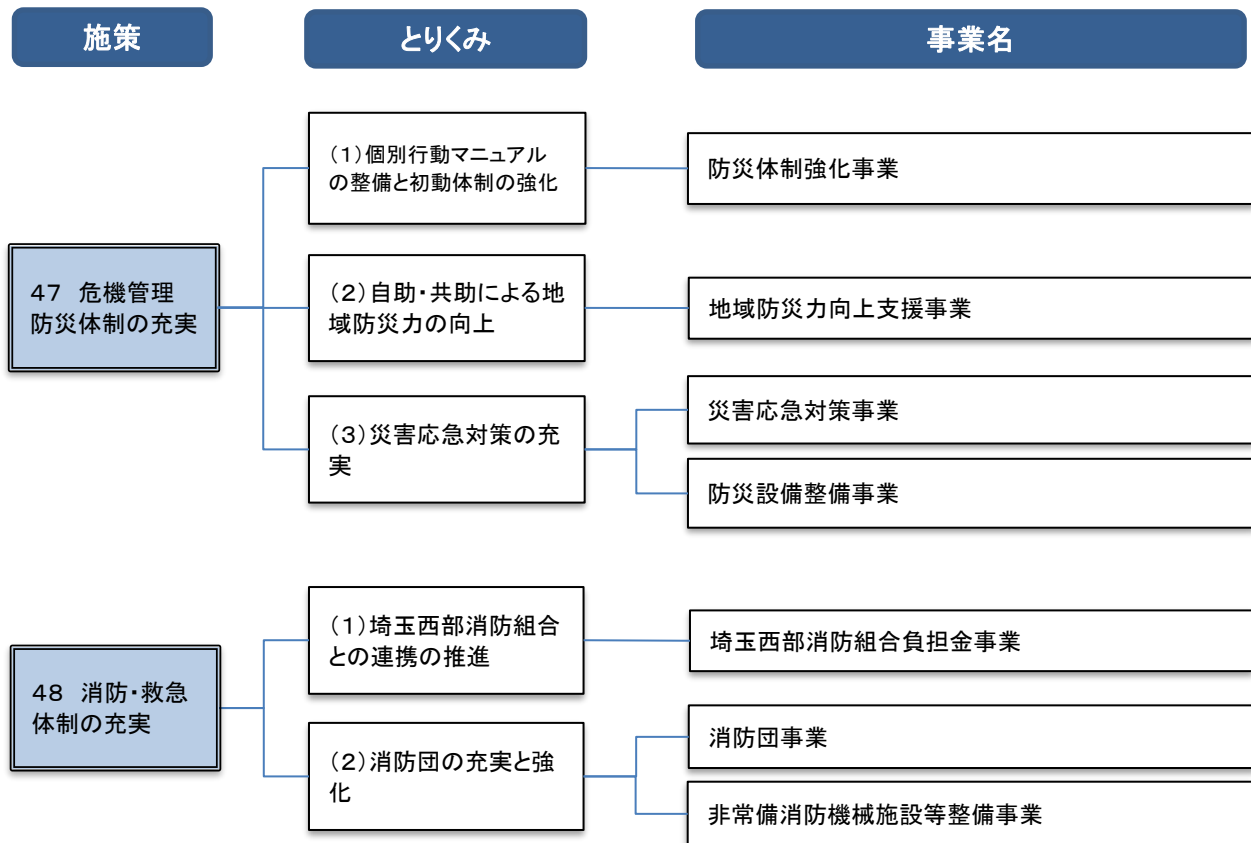 施策
とりくみ
事業名
(1)個別行動マニュアル
の整備と初動体制の強化
防災体制強化事業
47 危機管理
防災体制の充実
(2)自助・共助による地
域防災力の向上
地域防災力向上支援事業
(3)災害応急対策の充
実
災害応急対策事業
防災設備整備事業
48 消防・救急
体制の充実
(1)埼玉西部消防組合
との連携の推進
埼玉西部消防組合負担金事業
(2)消防団の充実と強
化
消防団事業
非常備消防機械施設等整備事業